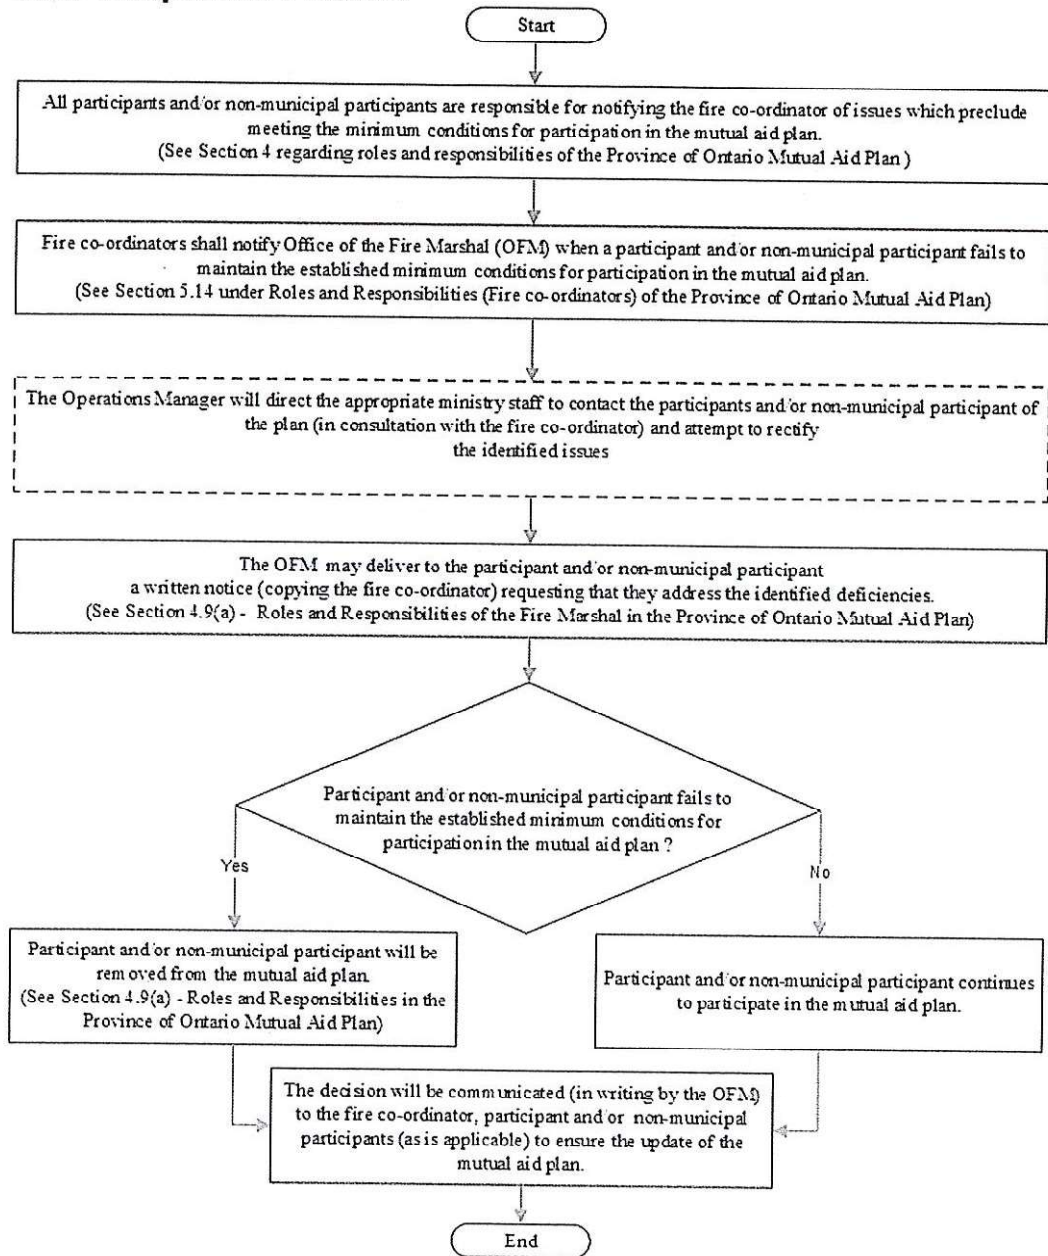 Start
All participants and/or non-municipal participants are responsible for notifying the fire co-ordinator of issues which preclude
meeting the minimum conditions for participation in the mutual aid plan.
(See Section 4 regarding roles and responsibilities of the Province of Ontario Mutual Aid Plan )
Fire co-ordinators shall notify Office of the Fire Marshal (OFM) when a participant and/or non-municipal participant fails to
maintain the established minimum conditions for participation in the mutual aid plan.
(See Section 5.14 under Roles and Responsibilities (Fire co-ordinators) of the Province of Ontario Mutual Aid Plan)
The Operations Manager will direct the appropriate ministry staff to contact the participants and/or non-municipal participant of
the plan (in consultation with the fire co-ordinator) and attempt to rectify
the identified issues
The OFM may deliver to the participant and/or non-municipal participant
a written notice (copying the fire co-ordinator) requesting that they address the identified deficiencies.
(See Section 4.9(a) - Roles and Responsibilities of the Fire Marshal in the Province of Ontario Mutual Aid Plan)
Participant and/or non-municipal participant fails to
maintain the established minimum conditions for
participation in the mutual aid plan ?
Yes
No
Participant and/or non-municipal participant will be
removed from the mutual aid plan.
(See Section 4.9(a) - Roles and Responsibilities in the
Province of Ontario Mutual Aid Plan)
Participant and/or non-municipal participant continues
to participate in the mutual aid plan.
The decision will be communicated (in writing by the OFM)
to the fire co-ordinator, participant and/or non-municipal
participants (as is applicable) to ensure the update of the
mutual aid plan.
End